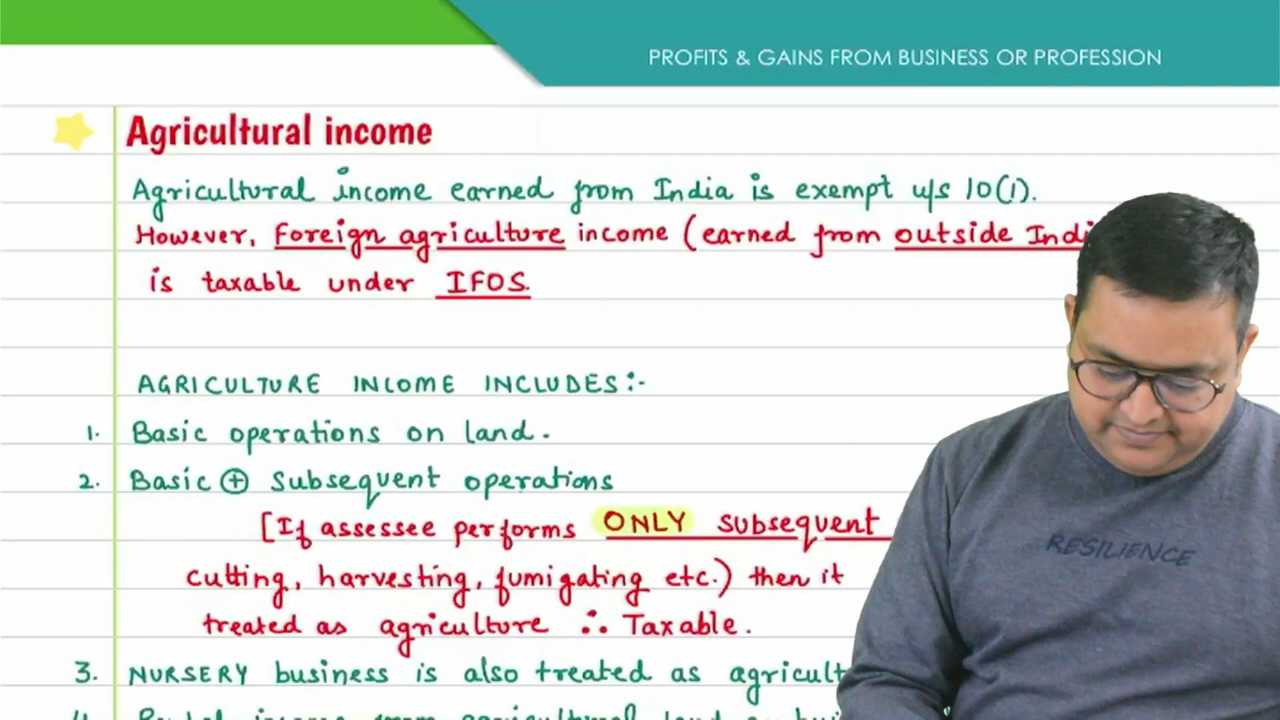 PROFITS & GAINS FROM BUSINESS OR PROFESSION
Agricultural income
Agricultural income earned from India is exempt u/s 10(1).
However, Foreign agriculture income (earned from outside
is taxable under IFOS.
AGRICULTURE INCOME INCLUDES:-
1. Basic operations on land.
2. Basic ⊕ Subsequent operations
[If assessee performs ONLY subsequent
cutting, harvesting, fumigating etc.) then it
treated as agriculture ∴ Taxable.
3. NURSERY business is also treated as
RESILIENCE